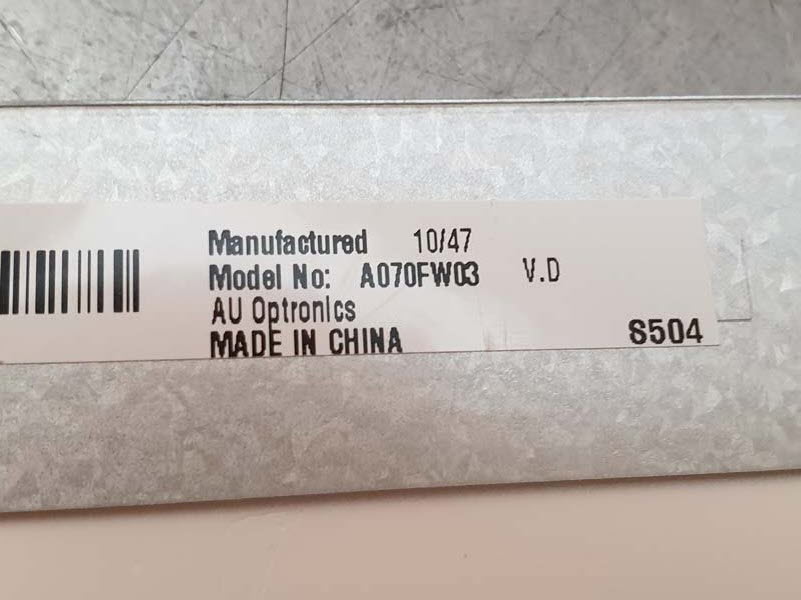 Manufactured 10/47
Model No: A070FW03 V.D
AU Optronics
MADE IN CHINA
S504